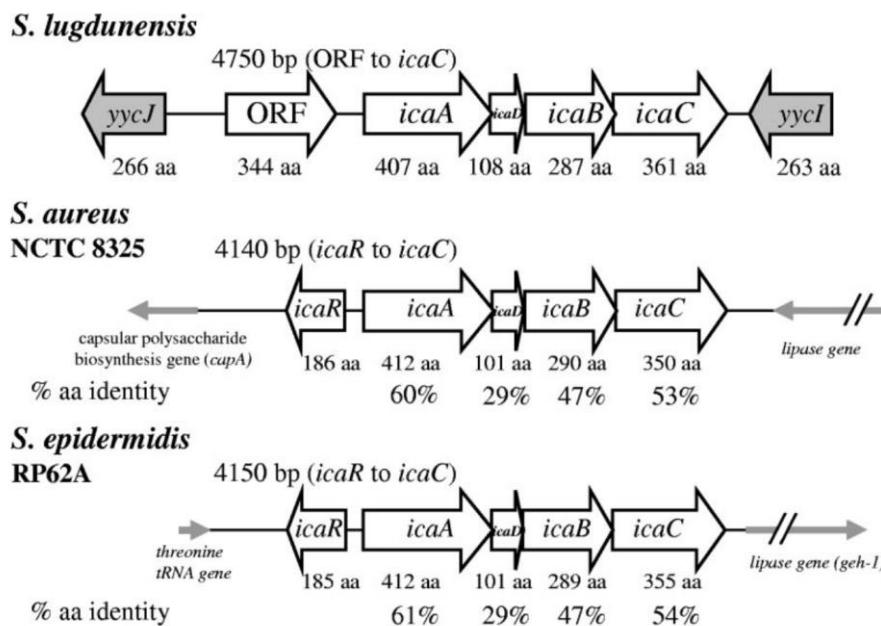 S. lugdunensis
4750 bp (ORF to icaC)
yycJ ORF icaA icaD icaB icaC yycI
266 aa 344 aa 407 aa 108 aa 287 aa 361 aa 263 aa
S. aureus
NCTC 8325 4140 bp (icaR to icaC)
icaR icaA icaD icaB icaC
capsular polysaccharide
biosynthesis gene (capA)
lipase gene
186 aa 412 aa 101 aa 290 aa 350 aa
% aa identity 60% 29% 47% 53%
S. epidermidis
RP62A 4150 bp (icaR to icaC)
icaR icaA icaD icaB icaC
threonine
tRNA gene
lipase gene (geh-1)
185 aa 412 aa 101 aa 289 aa 355 aa
% aa identity 61% 29% 47% 54%